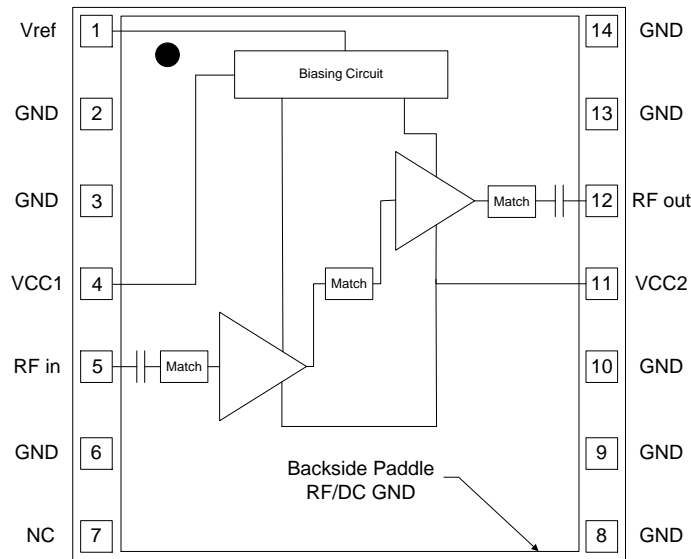 Vref 1 14 GND
Biasing Circuit
GND 2 13 GND
GND 3 Match 12 RF out
VCC1 4 Match 11 VCC2
RF in 5 Match 10 GND
GND 6 9 GND
Backside Paddle
RF/DC GND
NC 7 8 GND